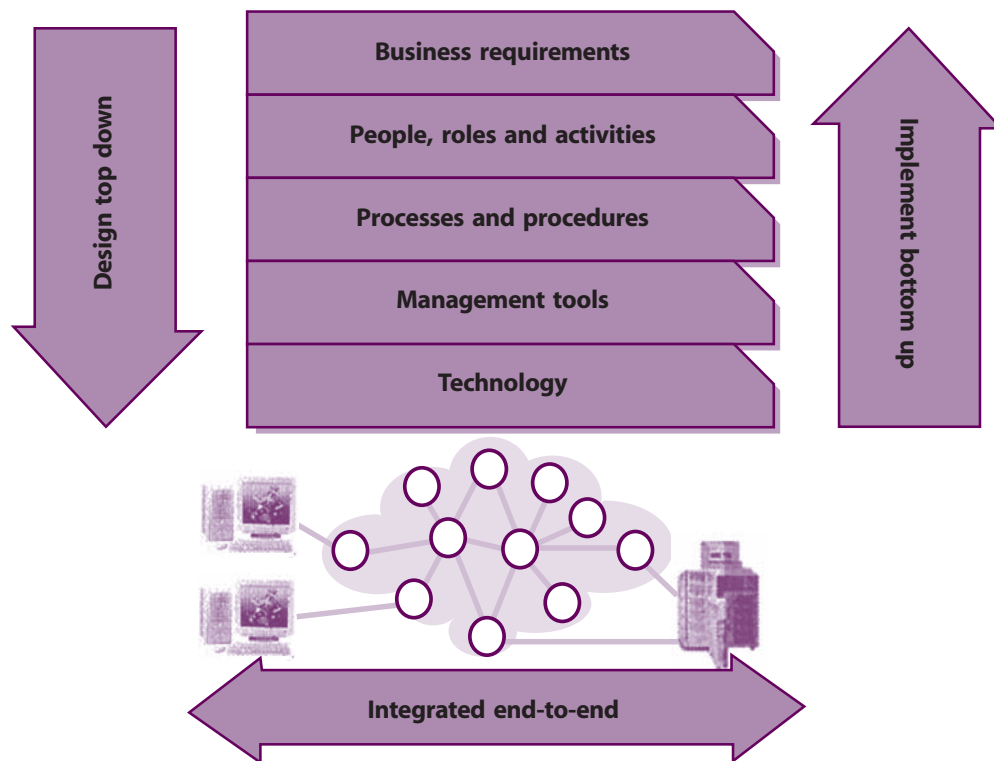 Design top down
Business requirements
People, roles and activities
Processes and procedures
Management tools
Technology
Implement bottom up
Integrated end-to-end